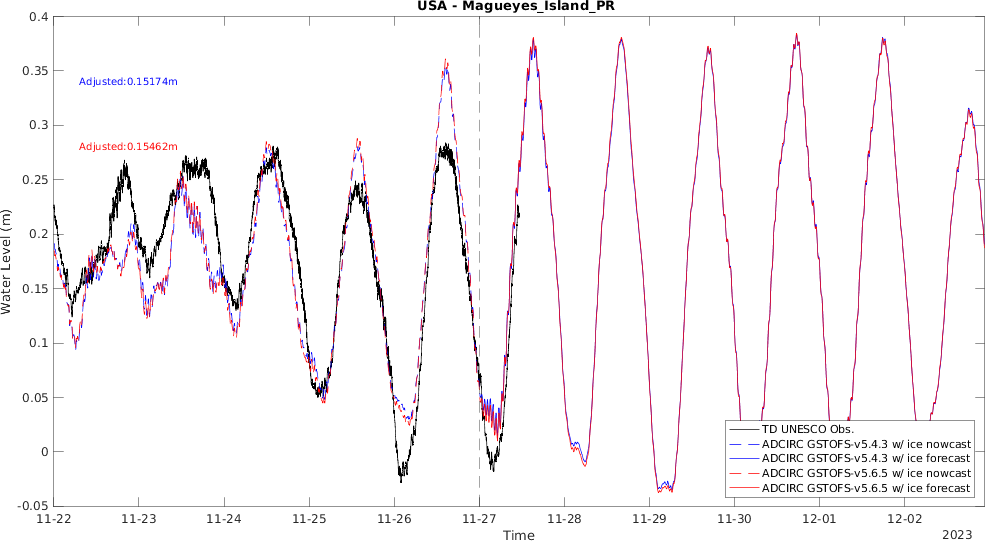 USA - Magueyes_Island_PR
0.4
0.35
0.3
0.25
0.2
0.15
0.1
0.05
0
-0.05
Water Level (m)
Adjusted:0.15174m
Adjusted:0.15462m
TD UNESCO Obs.
ADCIRC GSTOFS-v5.4.3 w/ ice nowcast
ADCIRC GSTOFS-v5.4.3 w/ ice forecast
ADCIRC GSTOFS-v5.6.5 w/ ice nowcast
ADCIRC GSTOFS-v5.6.5 w/ ice forecast
11-22 11-23 11-24 11-25 11-26 11-27 11-28 11-29 11-30 12-01 12-02
Time
2023